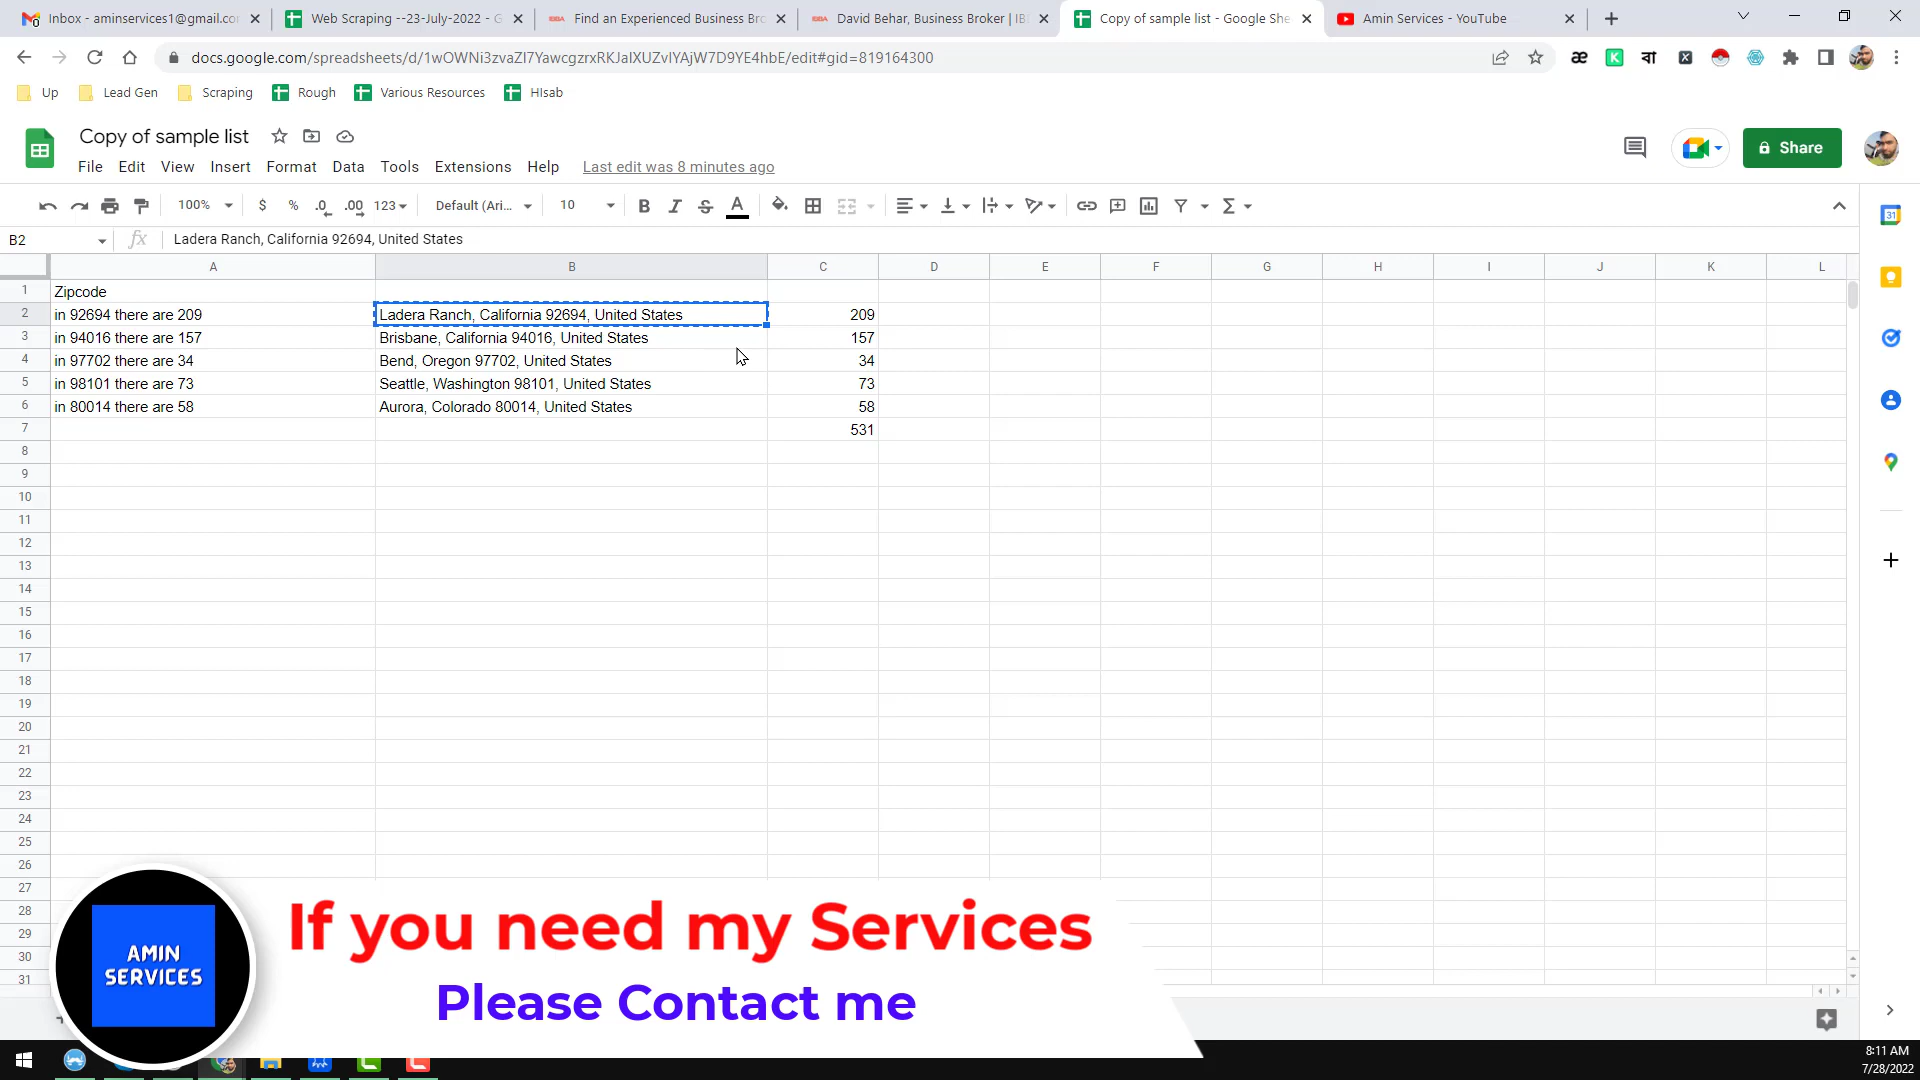 Inbox - aminservices1@gmail.co
Web Scraping --23-July-2022 - G
Find an Experienced Business Bro
David Behar, Business Broker | IB
Copy of sample list - Google She
Amin Services - YouTube
docs.google.com/spreadsheets/d/1wOWNi3zvaZI7YawcgzrxRKJaIXUZvIYAjW7D9YE4hbE/edit#gid=819164300
Up
Lead Gen
Scraping
Rough
Various Resources
HIsab
Copy of sample list
File Edit View Insert Format Data Tools Extensions Help Last edit was 8 minutes ago
Share
100% $ % .0 .00 123 Default (Ari... 10 B I S A
B2 fx Ladera Ranch, California 92694, United States
A B C D E F G H I J K L
1 Zipcode
2 in 92694 there are 209 Ladera Ranch, California 92694, United States 209
3 in 94016 there are 157 Brisbane, California 94016, United States 157
4 in 97702 there are 34 Bend, Oregon 97702, United States 34
5 in 98101 there are 73 Seattle, Washington 98101, United States 73
6 in 80014 there are 58 Aurora, Colorado 80014, United States 58
7 531
8
9
10
11
12
13
14
15
16
17
18
19
20
21
22
23
24
25
26
27
28
29
30
31
AMIN
SERVICES
If you need my Services
Please Contact me
8:11 AM
7/28/2022